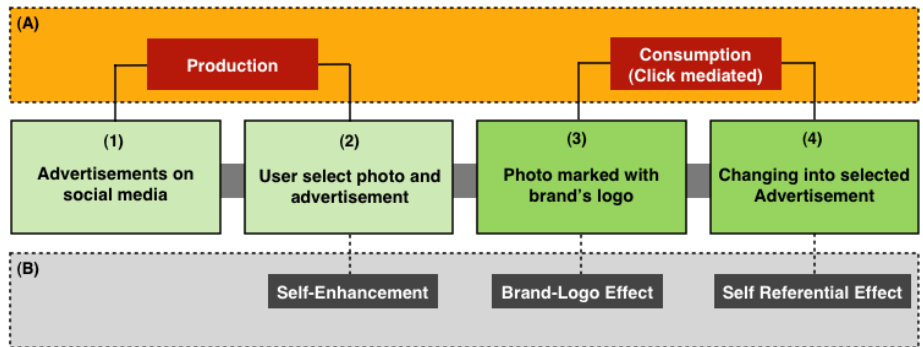 (A)
Production
Consumption
(Click mediated)
(1)
Advertisements on
social media
(2)
User select photo and
advertisement
(3)
Photo marked with
brand's logo
(4)
Changing into selected
Advertisement
(B)
Self-Enhancement
Brand-Logo Effect
Self Referential Effect